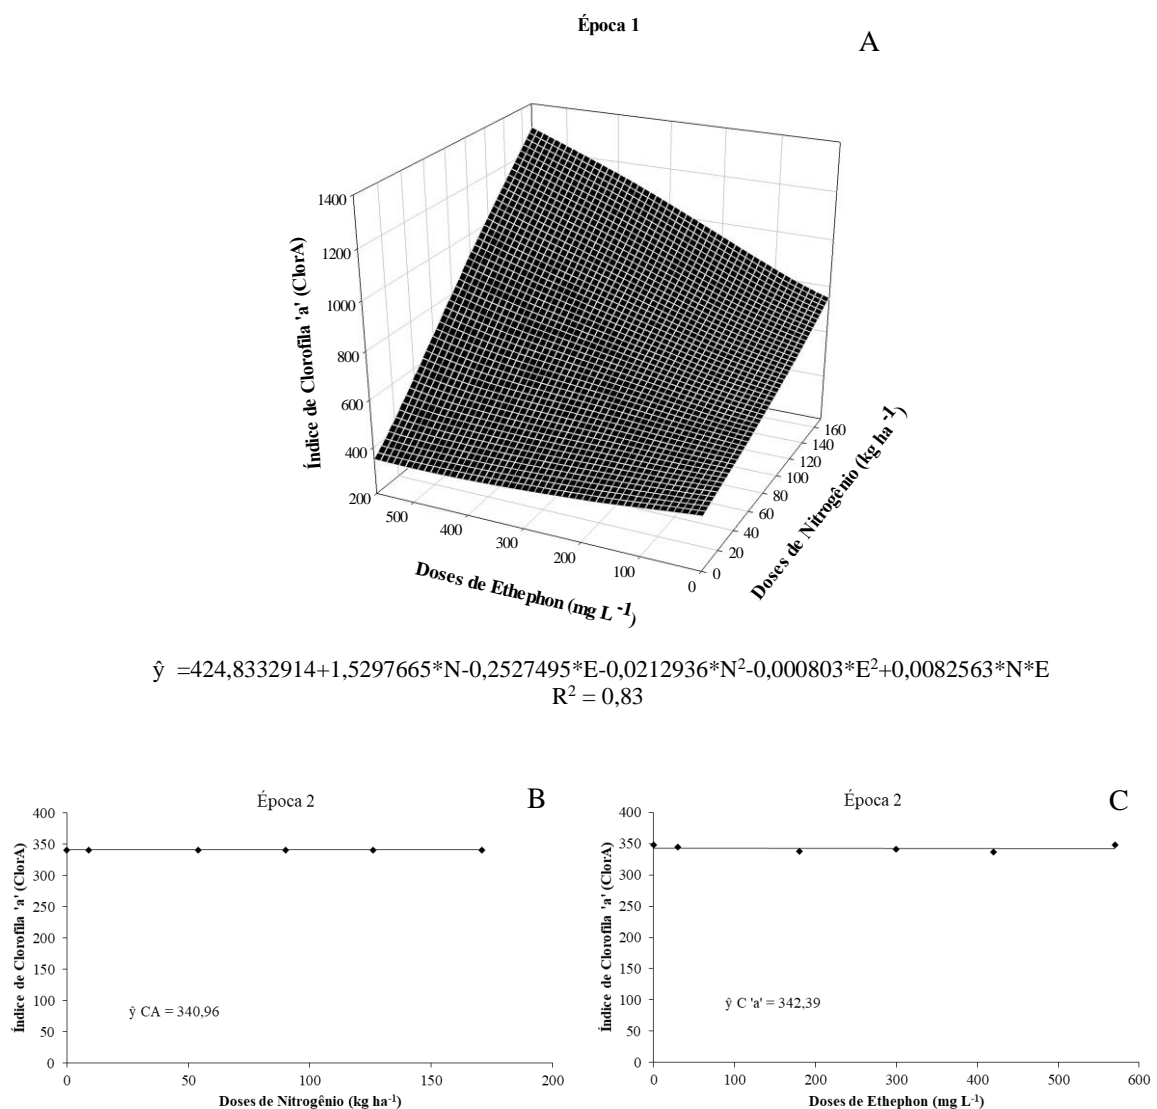 Época 1
A
Índice de Clorofila 'a' (ClorA)
1400
1200
1000
800
600
400
200
500
400
300
200
100
0
Doses de Ethephon (mg L -1)
0
20
40
60
80
100
120
140
160
Doses de Nitrogênio (kg ha -1)
ŷ =424,8332914+1,5297665*N-0,2527495*E-0,0212936*N²-0,000803*E²+0,0082563*N*E
R² = 0,83
Época 2
B
Índice de Clorofila 'a' (ClorA)
400
350
300
250
200
150
100
50
0
ŷ CA = 340,96
0 50 100 150 200
Doses de Nitrogênio (kg ha⁻¹)
Época 2
C
Índice de Clorofila 'a' (ClorA)
400
350
300
250
200
150
100
50
0
ŷ C 'a' = 342,39
0 100 200 300 400 500 600
Doses de Ethephon (mg L⁻¹)